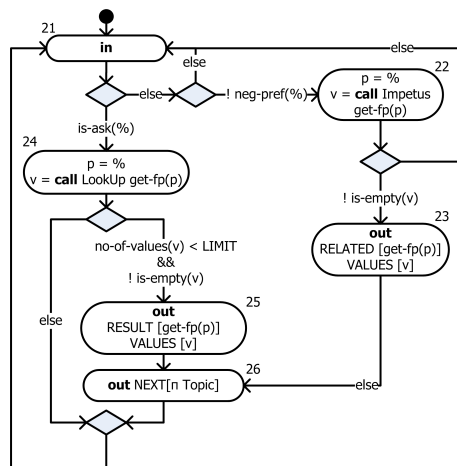 21
in
else
else
else
! neg-pref(%)
22
p = %
v = call Impetus
get-fp(p)
is-ask(%)
24
p = %
v = call LookUp get-fp(p)
! is-empty(v)
23
out
RELATED [get-fp(p)]
VALUES [v]
no-of-values(v) < LIMIT
&&
! is-empty(v)
else
25
out
RESULT [get-fp(p)]
VALUES [v]
26
out NEXT[п Topic]
else